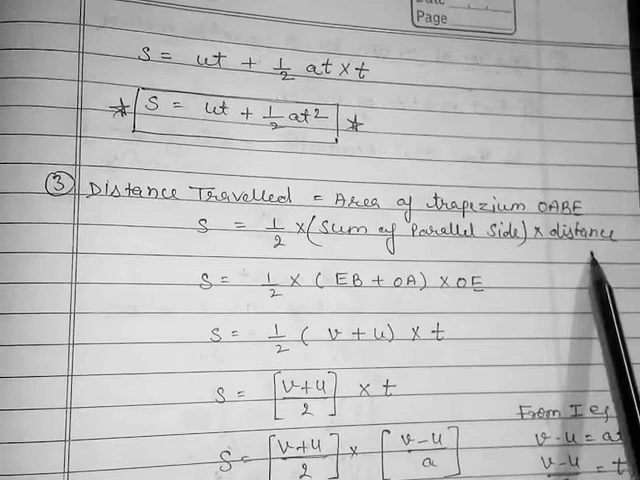 Page
S = ut + 1/2 at × t
* S = ut + 1/2 at² *
③ Distance Travelled = Area of trapezium OABE
S = 1/2 × (Sum of Parallel Side) × distance
S = 1/2 × ( EB + OA ) × OE
S = 1/2 ( v + u ) × t
S = [v+u/2] × t
From I eq
v - u = at
S = [v+u/2] × [v-u/a]
v-u = t